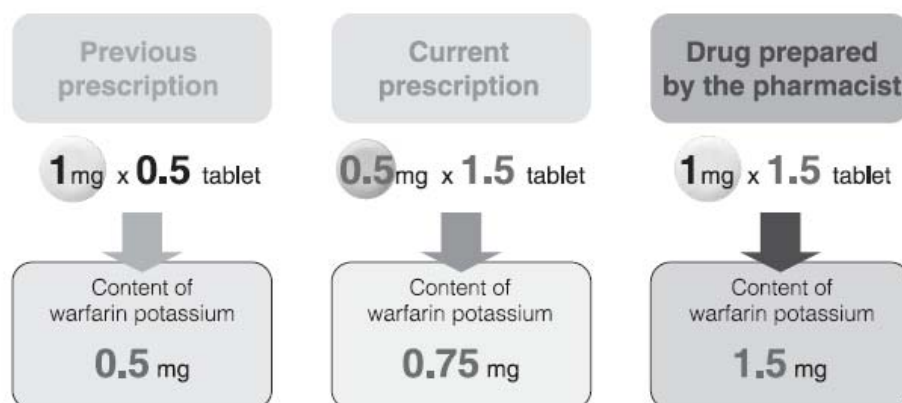 Previous
prescription
1mg x 0.5 tablet
Content of
warfarin potassium
0.5 mg
Current
prescription
0.5mg x 1.5 tablet
Content of
warfarin potassium
0.75 mg
Drug prepared
by the pharmacist
1mg x 1.5 tablet
Content of
warfarin potassium
1.5 mg